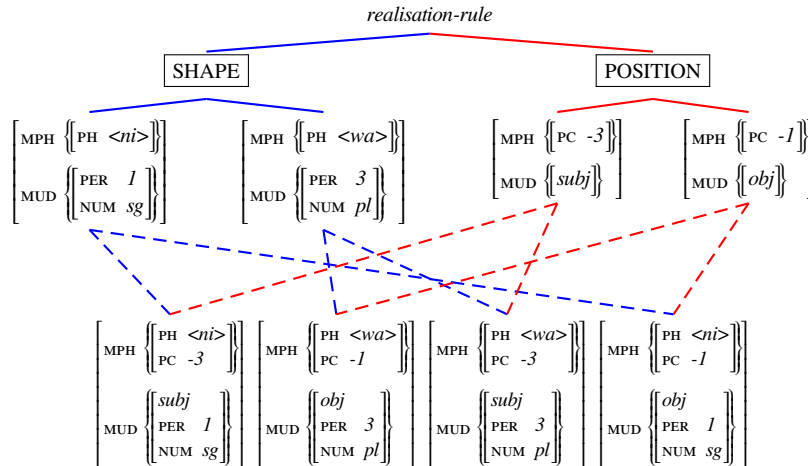 realisation-rule
SHAPE POSITION
MPH {[PH <ni>]} MPH {[PH <wa>]} MPH {[PC -3]} MPH {[PC -1]}
MUD {[PER 1 MUD {[PER 3 MUD {[subj]} MUD {[obj]}
NUM sg]} NUM pl]}
MPH {[PH <ni> MPH {[PH <wa> MPH {[PH <wa> MPH {[PH <ni>
PC -3]} PC -1]} PC -3]} PC -1]}
MUD {[subj MUD {[obj MUD {[subj MUD {[obj
PER 1 PER 3 PER 3 PER 1
NUM sg]} NUM pl]} NUM pl]} NUM sg]}